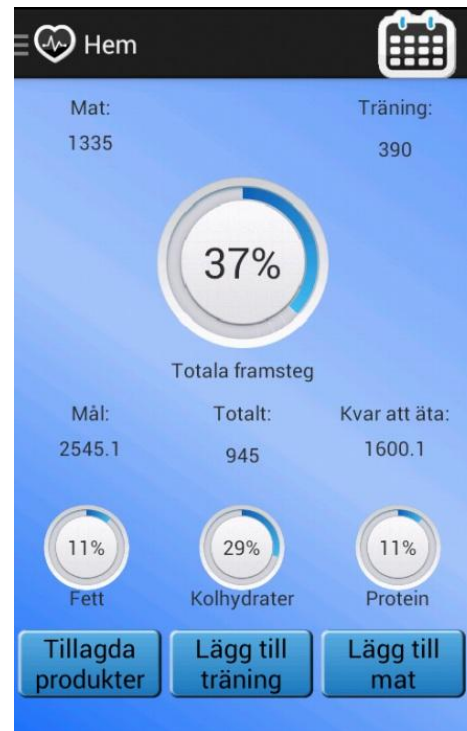 Hem
Mat:
Träning:
1335
390
37%
Totala framsteg
Mål:
Totalt:
Kvar att äta:
2545.1
945
1600.1
11%
29%
11%
Fett
Kolhydrater
Protein
Tillagda
produkter
Lägg till
träning
Lägg till
mat